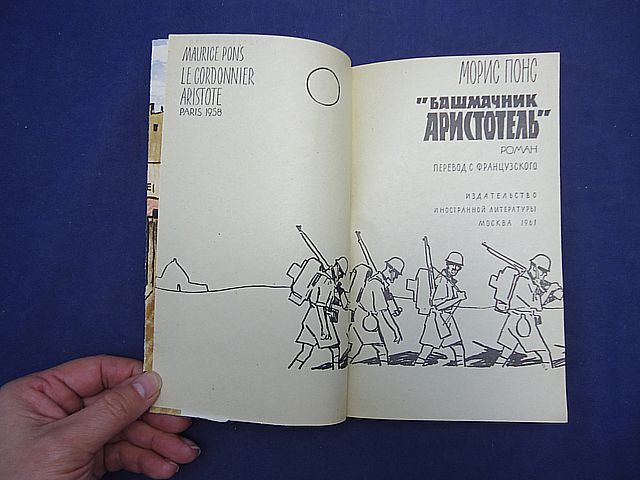 MAURICE PONS
LE CORDONNIER
ARISTOTE
PARIS 1958
МОРИС ПОНС
"БАШМАЧНИК
АРИСТОТЕЛЬ"
РОМАН
ПЕРЕВОД С ФРАНЦУЗСКОГО
ИЗДАТЕЛЬСТВО
ИНОСТРАННОЙ ЛИТЕРАТУРЫ
МОСКВА 1961